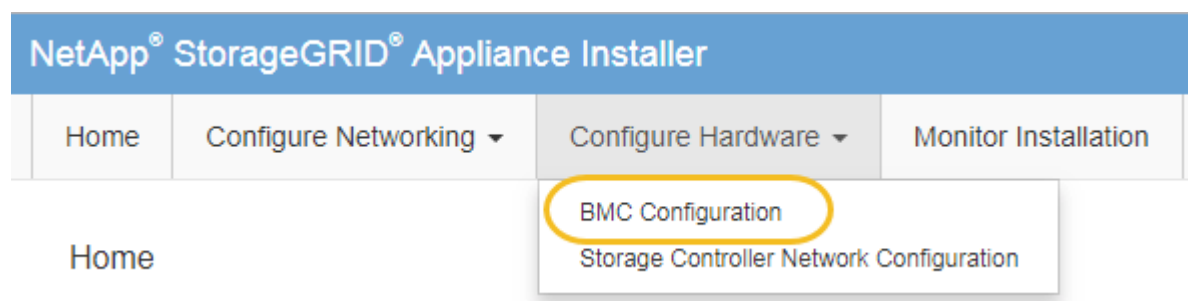 NetApp® StorageGRID® Appliance Installer
Home Configure Networking Configure Hardware Monitor Installation
BMC Configuration
Home
Storage Controller Network Configuration